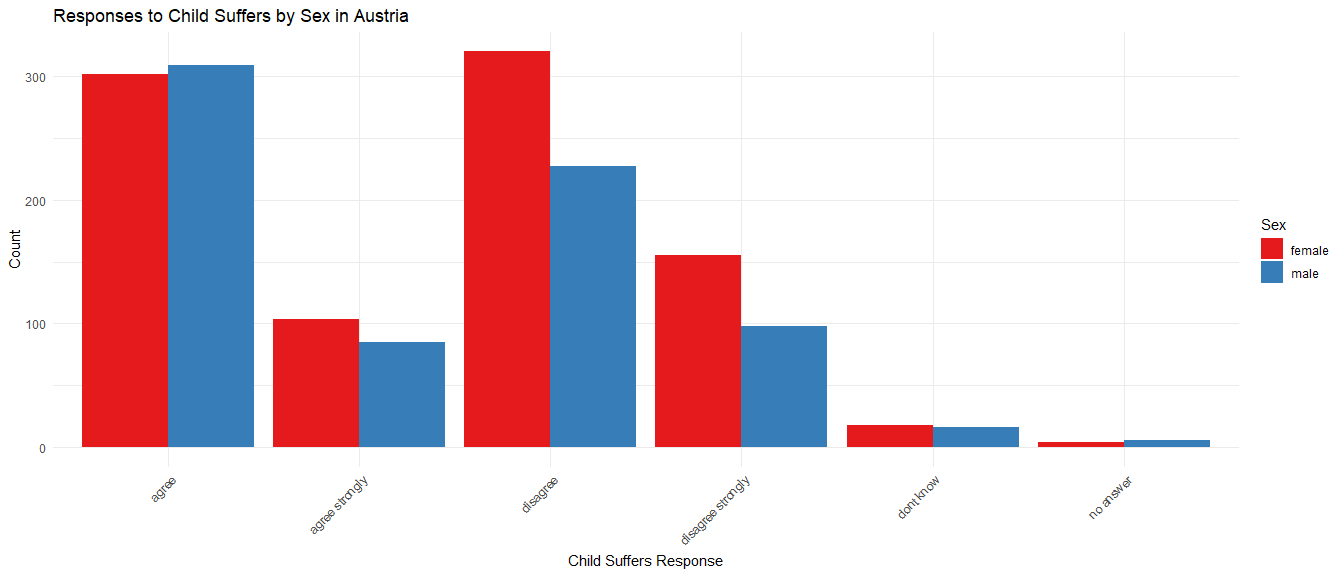 Responses to Child Suffers by Sex in Austria
Count
300
200
100
0
agree
agree strongly
disagree
disagree strongly
dont know
no answer
Child Suffers Response
Sex
female
male